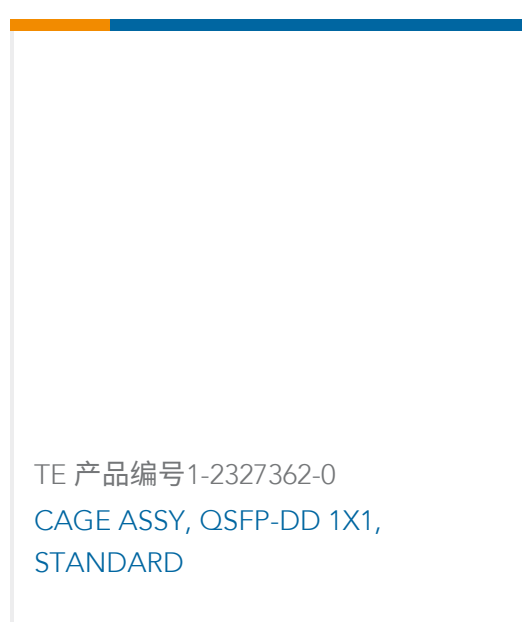 TE 产品编号1-2327362-0
CAGE ASSY, QSFP-DD 1X1,
STANDARD